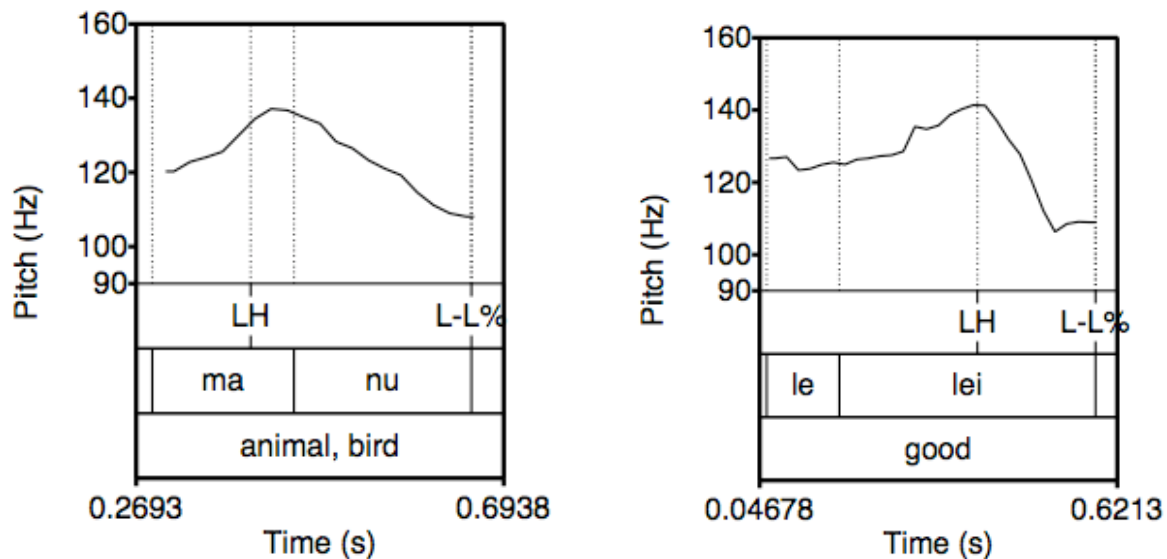 160
140
120
100
90
Pitch (Hz)
LH L-L%
ma nu
animal, bird
0.2693 0.6938
Time (s)
160
140
120
100
90
Pitch (Hz)
LH L-L%
le lei
good
0.04678 0.6213
Time (s)